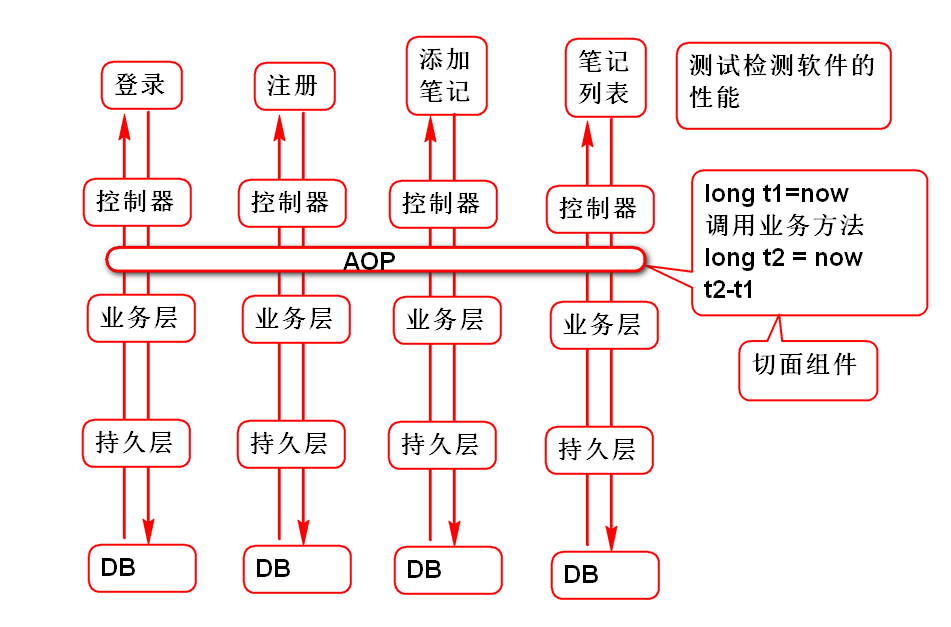 登录
注册
添加
笔记
笔记
列表
测试检测软件的
性能
控制器
控制器
控制器
控制器
long t1=now
调用业务方法
long t2 = now
t2-t1
AOP
业务层
业务层
业务层
业务层
切面组件
持久层
持久层
持久层
持久层
DB
DB
DB
DB